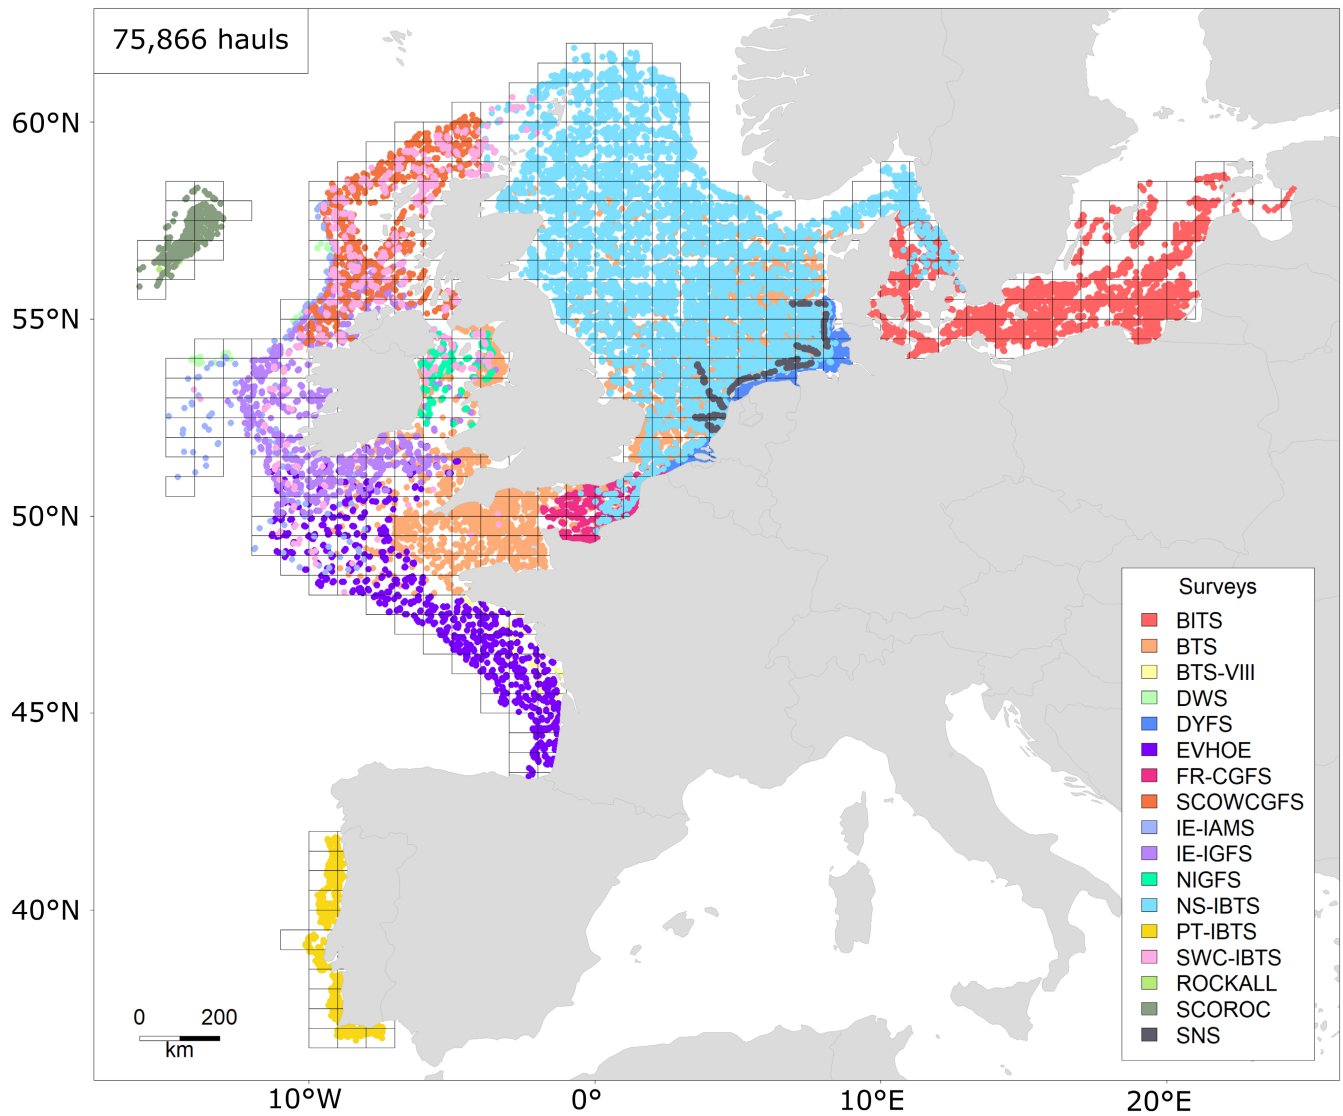 75,866 hauls
60°N
55°N
50°N
45°N
40°N
Surveys
BITS
BTS
BTS-VIII
DWS
DYFS
EVHOE
FR-CGFS
SCOWCGFS
IE-IAMS
IE-IGFS
NIGFS
NS-IBTS
PT-IBTS
SWC-IBTS
ROCKALL
SCOROC
SNS
0 200
km
10°W 0° 10°E 20°E